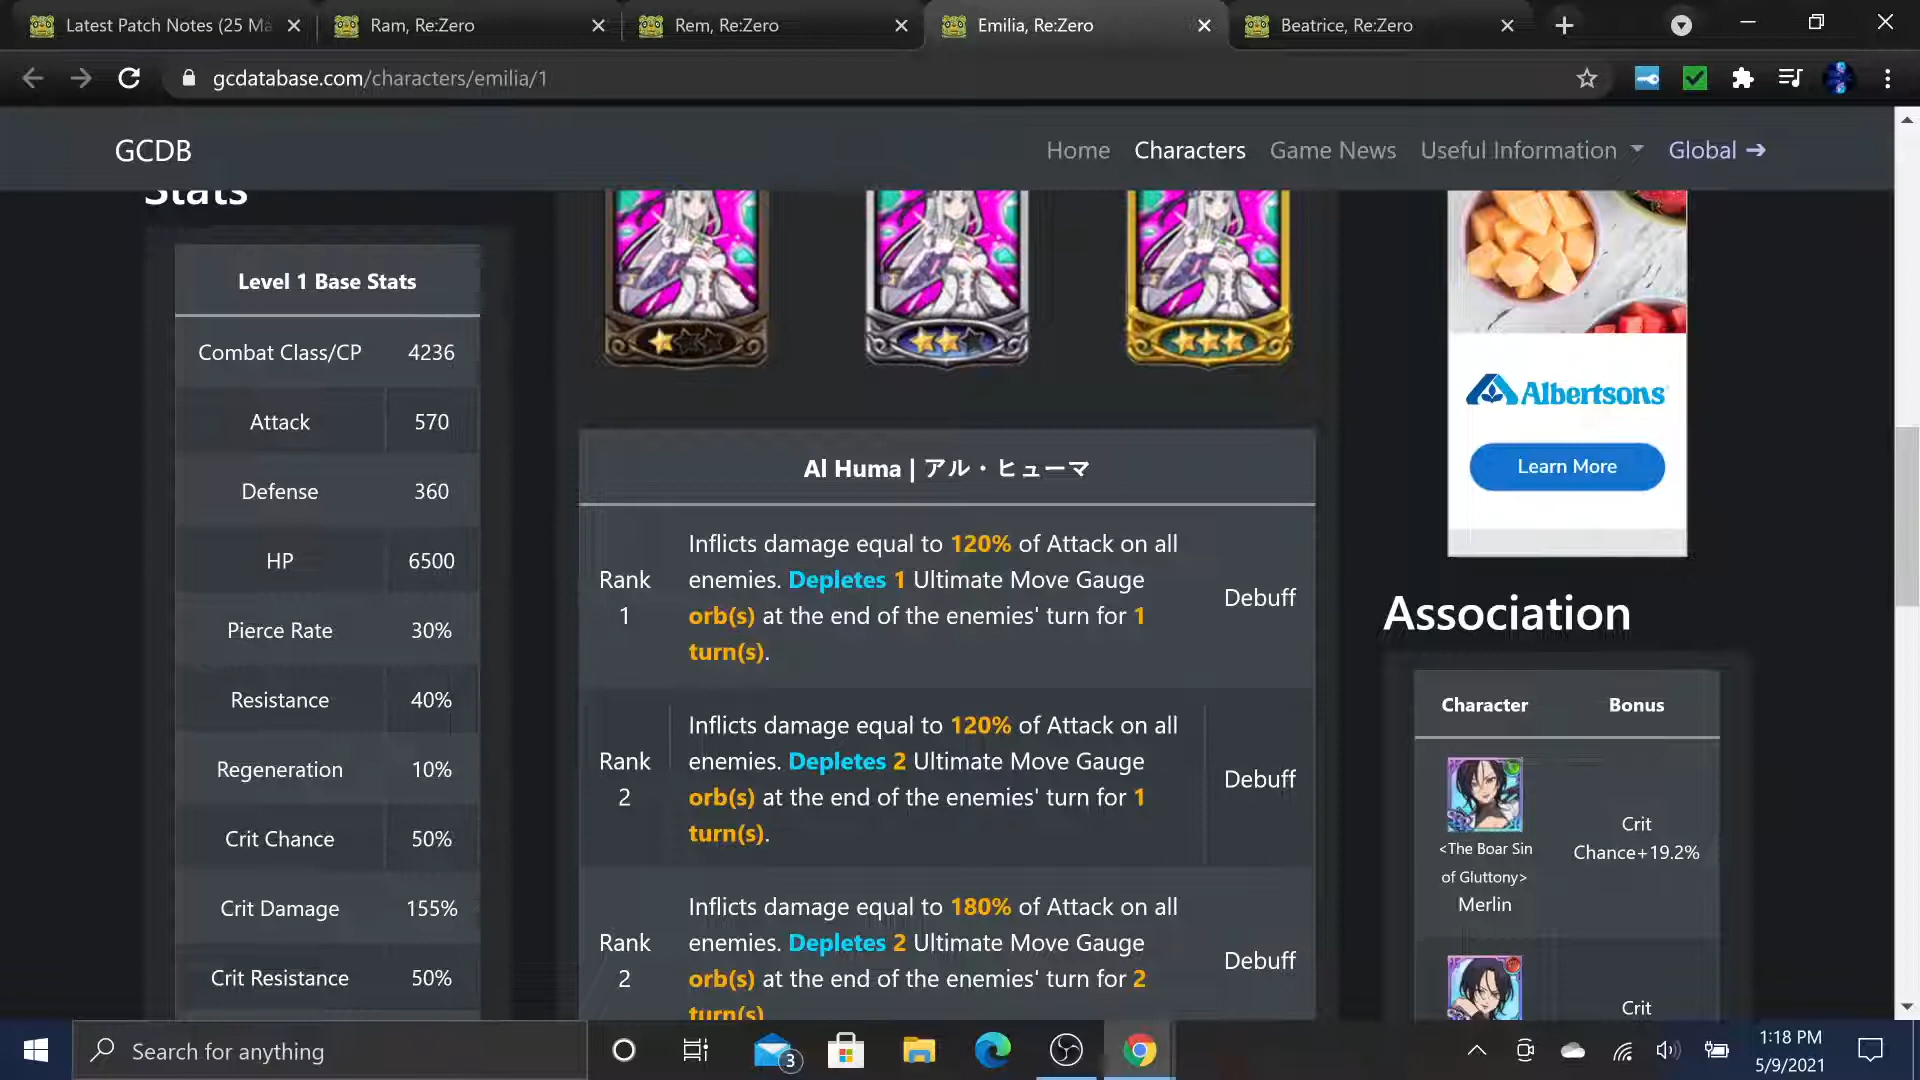 Latest Patch Notes (25 Ma
Ram, Re:Zero
Rem, Re:Zero
Emilia, Re:Zero
Beatrice, Re:Zero
gcdatabase.com/characters/emilia/1
GCDB
Home
Characters
Game News
Useful Information
Global →
Stats
Level 1 Base Stats
Combat Class/CP 4236
Attack 570
Defense 360
HP 6500
Pierce Rate 30%
Resistance 40%
Regeneration 10%
Crit Chance 50%
Crit Damage 155%
Crit Resistance 50%
Al Huma | アル・ヒューマ
Rank
1
Inflicts damage equal to 120% of Attack on all
enemies. Depletes 1 Ultimate Move Gauge
orb(s) at the end of the enemies' turn for 1
turn(s).
Debuff
Rank
2
Inflicts damage equal to 120% of Attack on all
enemies. Depletes 2 Ultimate Move Gauge
orb(s) at the end of the enemies' turn for 1
turn(s).
Debuff
Rank
2
Inflicts damage equal to 180% of Attack on all
enemies. Depletes 2 Ultimate Move Gauge
orb(s) at the end of the enemies' turn for 2
turn(s)
Debuff
Albertsons
Learn More
Association
Character Bonus
<The Boar Sin
of Gluttony>
Merlin
Crit
Chance+19.2%
Crit
Search for anything
3
1:18 PM
5/9/2021